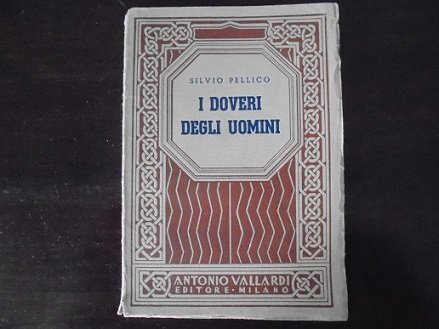 SILVIO PELLICO
I DOVERI
DEGLI UOMINI
ANTONIO VALLARDI
EDITORE - MILANO